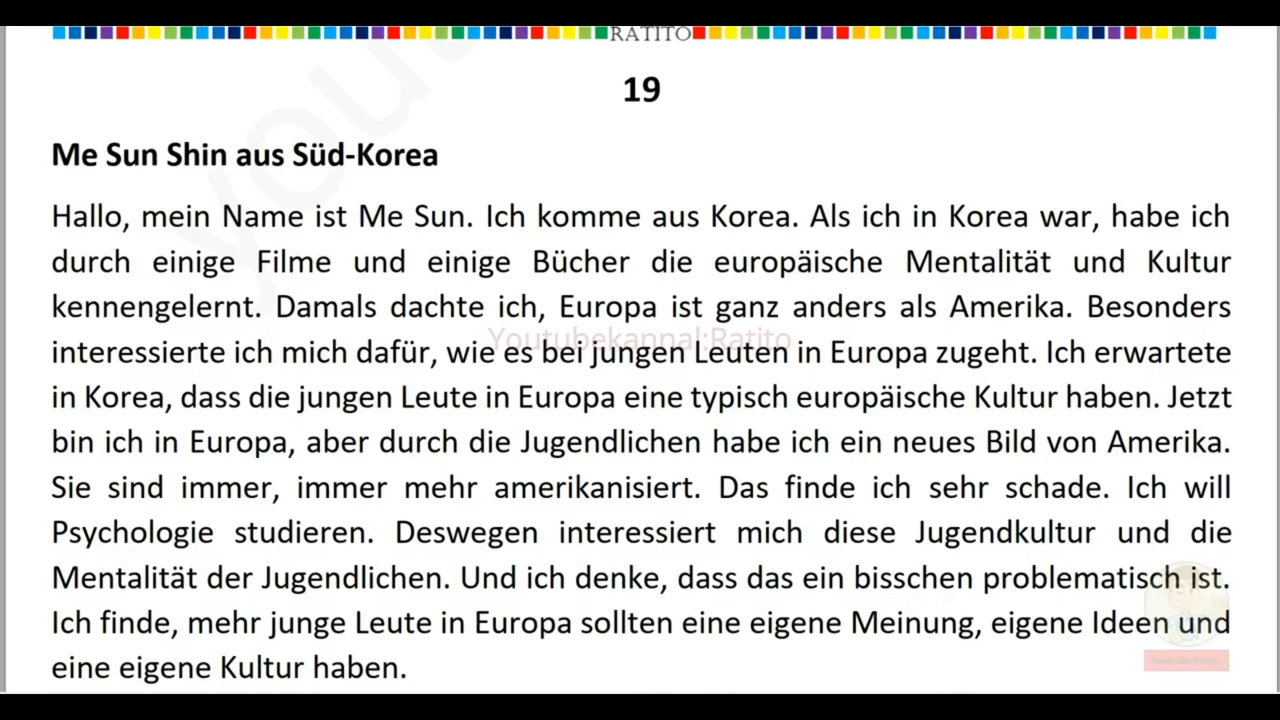 RATITO
19
Me Sun Shin aus Süd-Korea
Hallo, mein Name ist Me Sun. Ich komme aus Korea. Als ich in Korea war, habe ich
durch einige Filme und einige Bücher die europäische Mentalität und Kultur
kennengelernt. Damals dachte ich, Europa ist ganz anders als Amerika. Besonders
Youtubekannal:Ratito
interessierte ich mich dafür, wie es bei jungen Leuten in Europa zugeht. Ich erwartete
in Korea, dass die jungen Leute in Europa eine typisch europäische Kultur haben. Jetzt
bin ich in Europa, aber durch die Jugendlichen habe ich ein neues Bild von Amerika.
Sie sind immer, immer mehr amerikanisiert. Das finde ich sehr schade. Ich will
Psychologie studieren. Deswegen interessiert mich diese Jugendkultur und die
Mentalität der Jugendlichen. Und ich denke, dass das ein bisschen problematisch ist.
Ich finde, mehr junge Leute in Europa sollten eine eigene Meinung, eigene Ideen und
eine eigene Kultur haben.